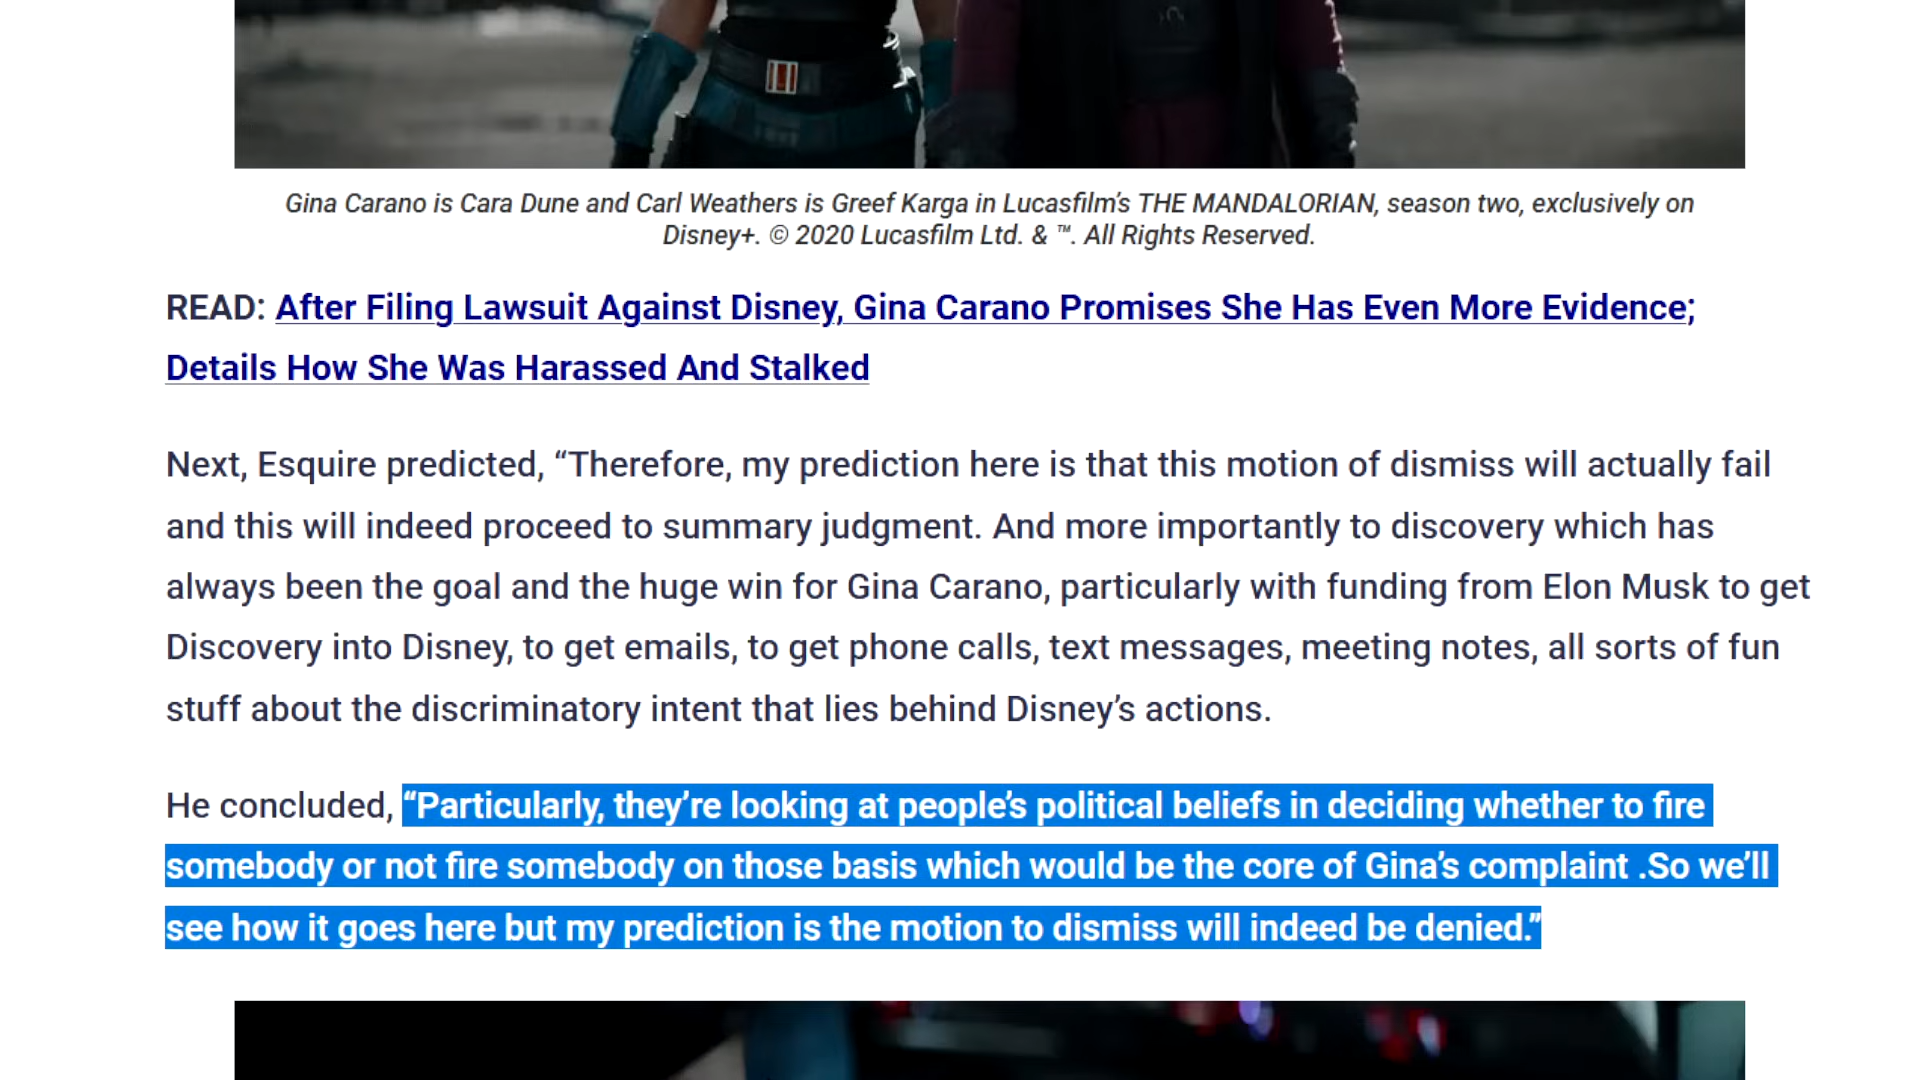 Gina Carano is Cara Dune and Carl Weathers is Greef Karga in Lucasfilm’s THE MANDALORIAN, season two, exclusively on
Disney+. © 2020 Lucasfilm Ltd. & ™. All Rights Reserved.
READ: After Filing Lawsuit Against Disney, Gina Carano Promises She Has Even More Evidence;
Details How She Was Harassed And Stalked
Next, Esquire predicted, “Therefore, my prediction here is that this motion of dismiss will actually fail
and this will indeed proceed to summary judgment. And more importantly to discovery which has
always been the goal and the huge win for Gina Carano, particularly with funding from Elon Musk to get
Discovery into Disney, to get emails, to get phone calls, text messages, meeting notes, all sorts of fun
stuff about the discriminatory intent that lies behind Disney’s actions.
He concluded, “Particularly, they’re looking at people’s political beliefs in deciding whether to fire
somebody or not fire somebody on those basis which would be the core of Gina’s complaint .So we’ll
see how it goes here but my prediction is the motion to dismiss will indeed be denied.”